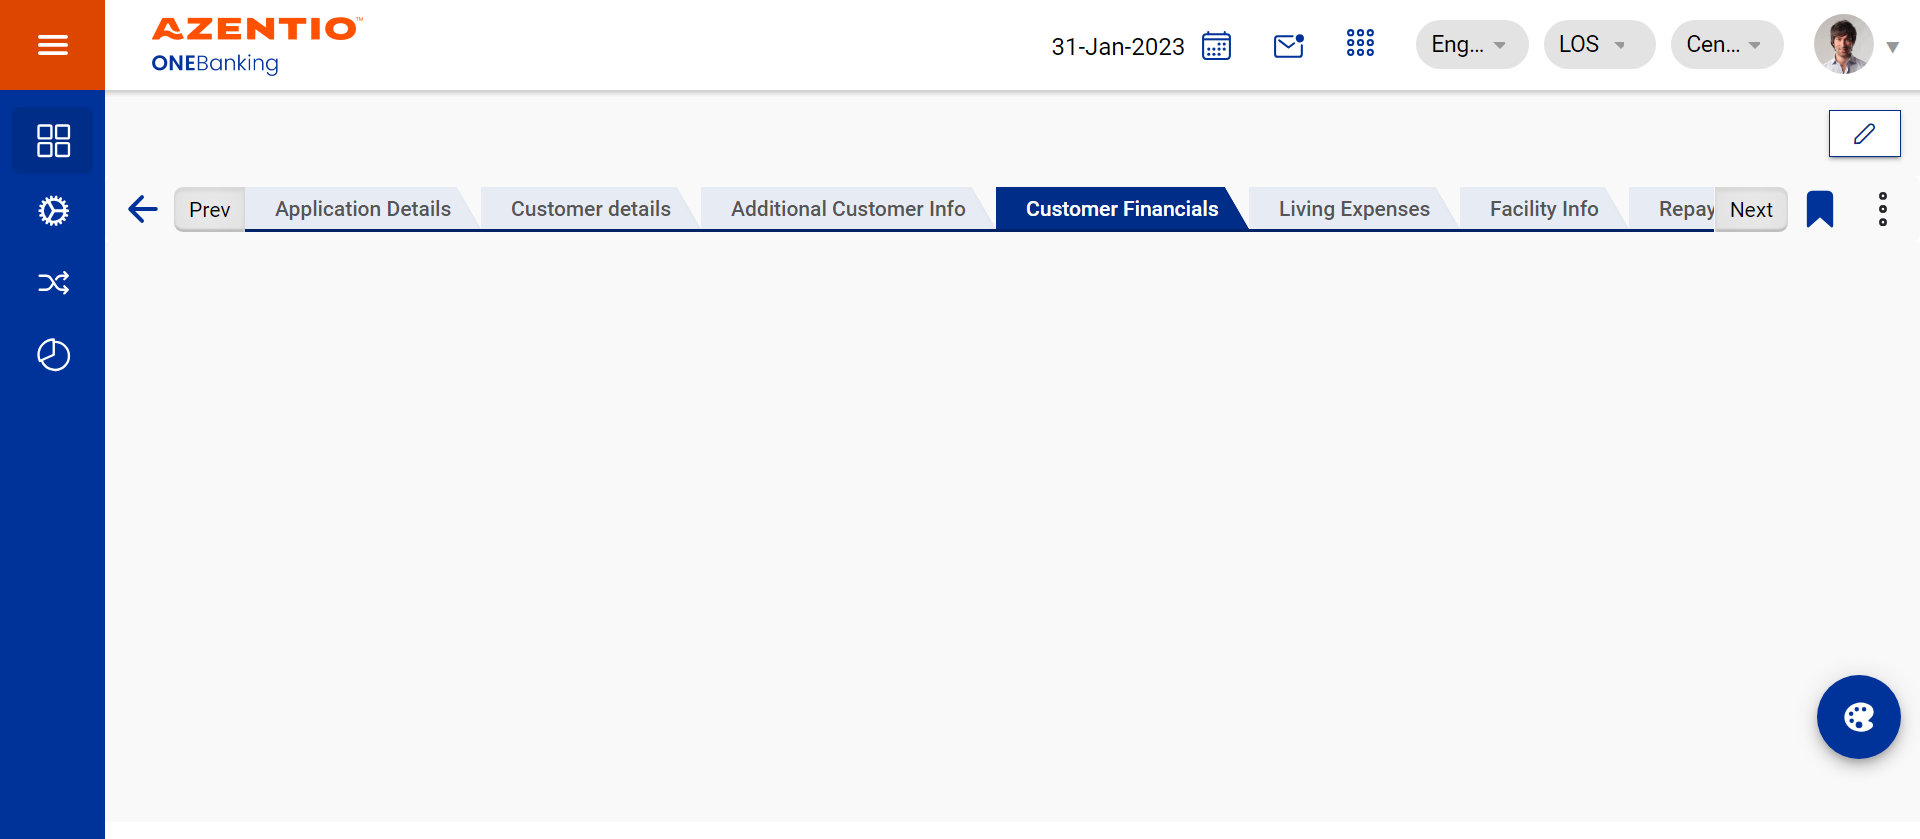 AZENTIO™
ONEBanking
31-Jan-2023
Eng...
LOS
Cen...
Prev
Application Details
Customer details
Additional Customer Info
Customer Financials
Living Expenses
Facility Info
Repay
Next